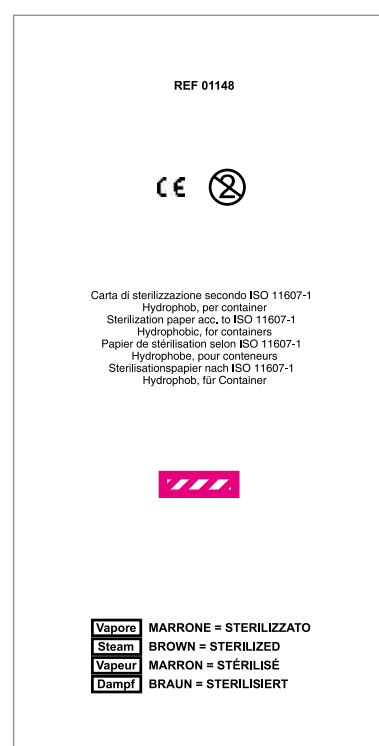 REF 01148
CE 2
Carta di sterilizzazione secondo ISO 11607-1
Hydrophob, per container
Sterilization paper acc. to ISO 11607-1
Hydrophobic, for containers
Papier de stérilisation selon ISO 11607-1
Hydrophobe, pour conteneurs
Sterilisationspapier nach ISO 11607-1
Hydrophob, für Container
Vapore MARRONE = STERILIZZATO
Steam BROWN = STERILIZED
Vapeur MARRON = STÉRILISÉ
Dampf BRAUN = STERILISIERT